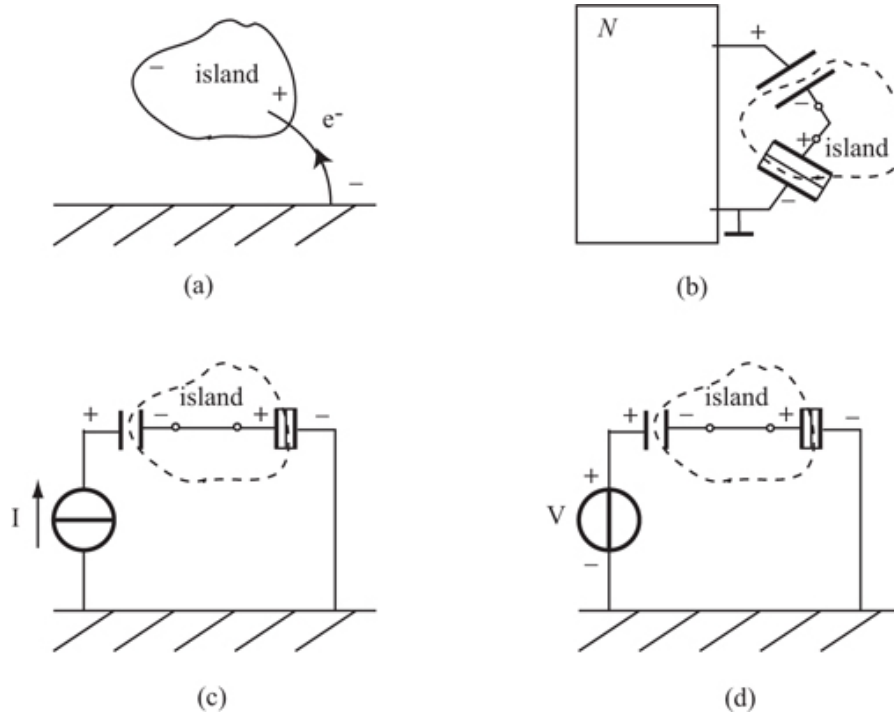 − island +
e⁻
−
(a)
N
+
−
+ island
−
(b)
island
+ − + −
I
(c)
island
+ − + −
+
V
−
(d)